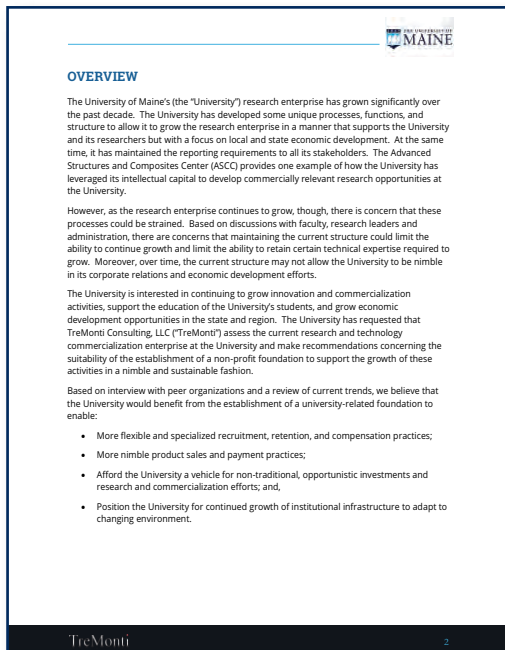 THE UNIVERSITY OF
MAINE
OVERVIEW
The University of Maine's (the "University") research enterprise has grown significantly over
the past decade. The University has developed some unique processes, functions, and
structure to allow it to grow the research enterprise in a manner that supports the University
and its researchers but with a focus on local and state economic development. At the same
time, it has maintained the reporting requirements to all its stakeholders. The Advanced
Structures and Composites Center (ASCC) provides one example of how the University has
leveraged its intellectual capital to develop commercially relevant research opportunities at
the University.
However, as the research enterprise continues to grow, though, there is concern that these
processes could be strained. Based on discussions with faculty, research leaders and
administration, there are concerns that maintaining the current structure could limit the
ability to continue growth and limit the ability to retain certain technical expertise required to
grow. Moreover, over time, the current structure may not allow the University to be nimble
in its corporate relations and economic development efforts.
The University is interested in continuing to grow innovation and commercialization
activities, support the education of the University's students, and grow economic
development opportunities in the state and region. The University has requested that
TreMonti Consulting, LLC ("TreMonti") assess the current research and technology
commercialization enterprise at the University and make recommendations concerning the
suitability of the establishment of a non-profit foundation to support the growth of these
activities in a nimble and sustainable fashion.
Based on interview with peer organizations and a review of current trends, we believe that
the University would benefit from the establishment of a university-related foundation to
enable:
• More flexible and specialized recruitment, retention, and compensation practices;
• More nimble product sales and payment practices;
• Afford the University a vehicle for non-traditional, opportunistic investments and
research and commercialization efforts; and,
• Position the University for continued growth of institutional infrastructure to adapt to
changing environment.
TreMonti
2